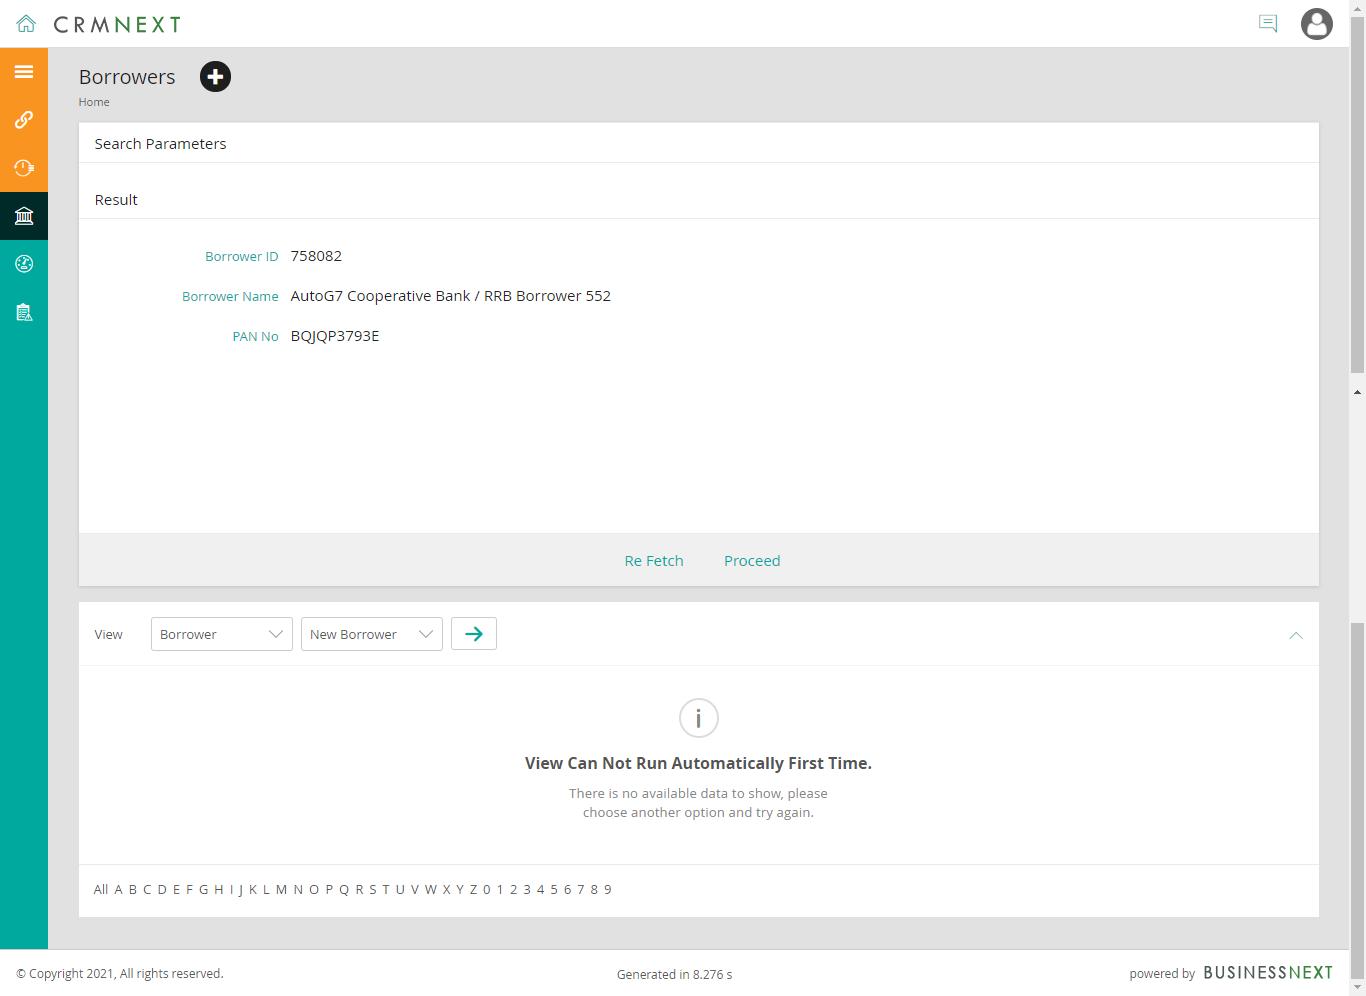 CRMNEXT
Borrowers
Home
Search Parameters
Result
Borrower ID 758082
Borrower Name AutoG7 Cooperative Bank / RRB Borrower 552
PAN No BQJQP3793E
Re Fetch Proceed
View Borrower New Borrower
View Can Not Run Automatically First Time.
There is no available data to show, please
choose another option and try again.
All A B C D E F G H I J K L M N O P Q R S T U V W X Y Z 0 1 2 3 4 5 6 7 8 9
© Copyright 2021, All rights reserved. Generated in 8.276 s powered by BUSINESSNEXT